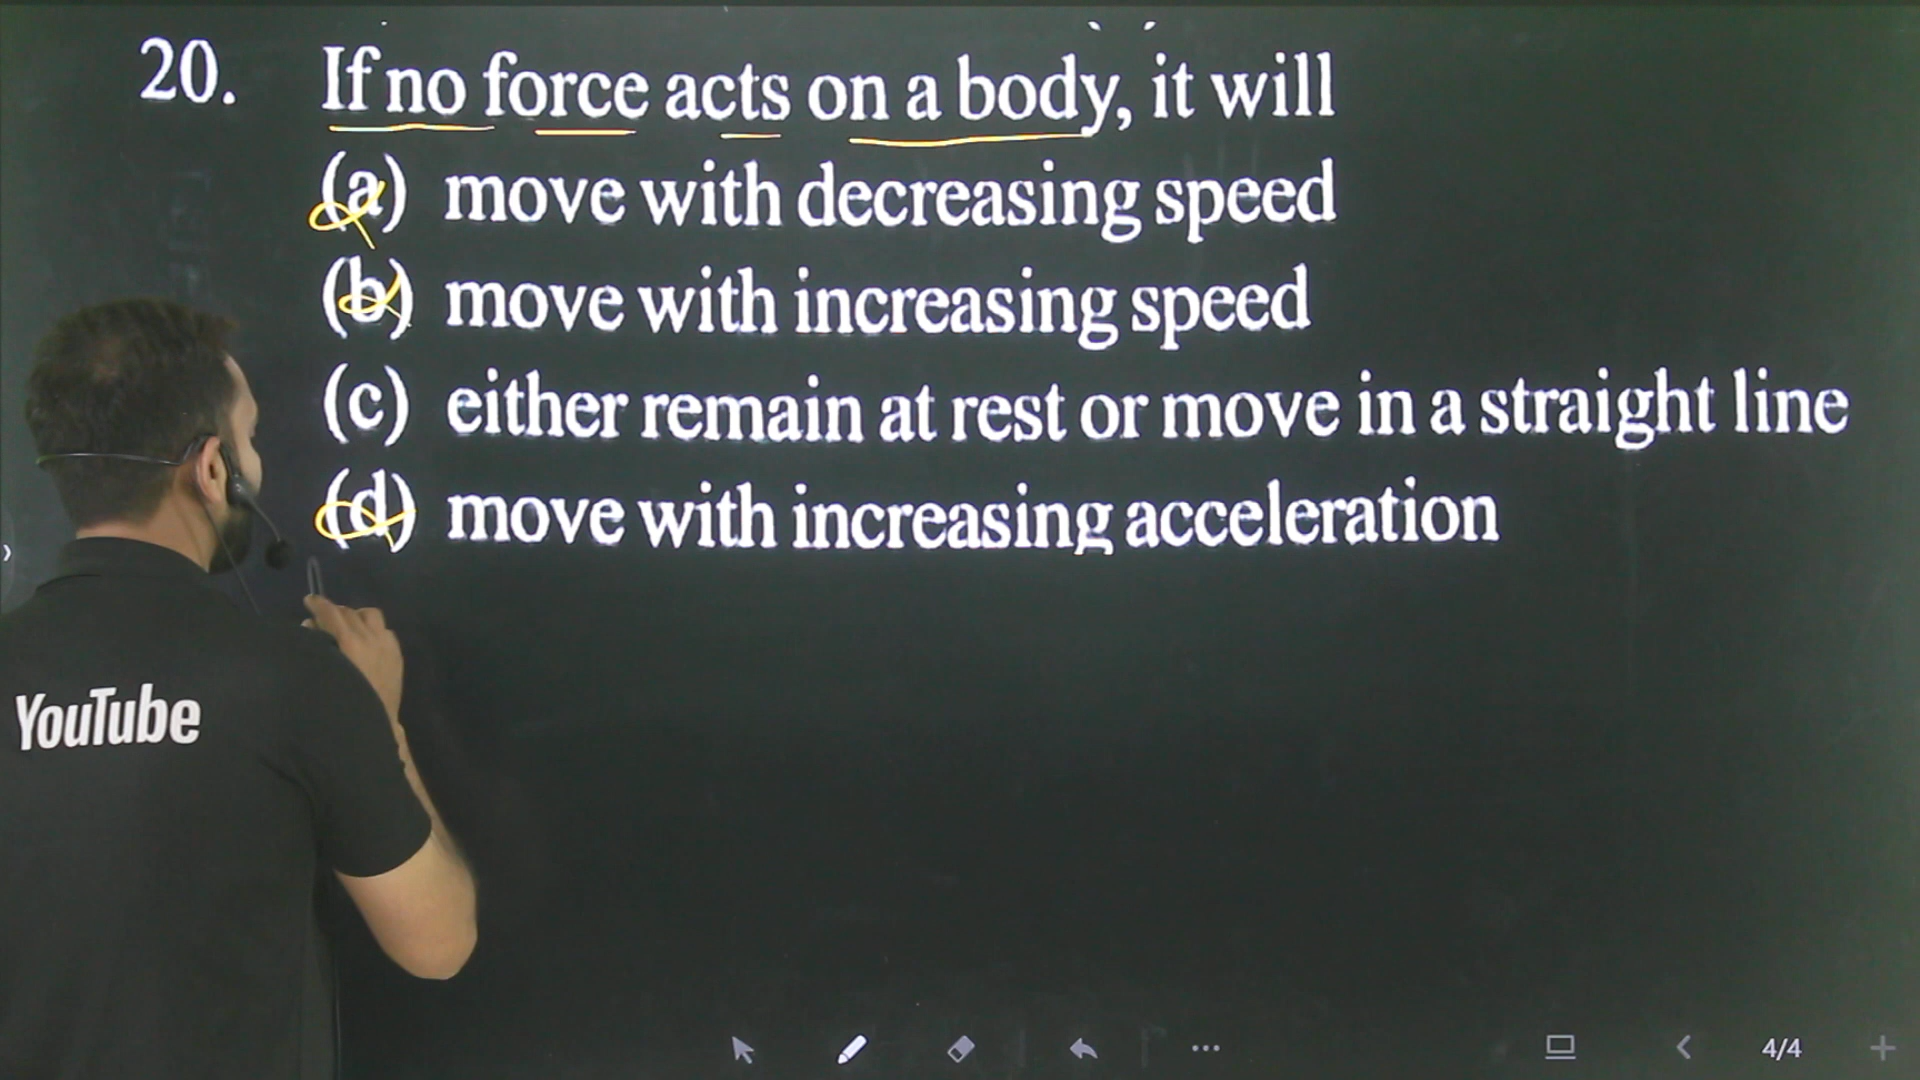 20. If no force acts on a body, it will
(a) move with decreasing speed
(b) move with increasing speed
(c) either remain at rest or move in a straight line
(d) move with increasing acceleration
YouTube
4/4